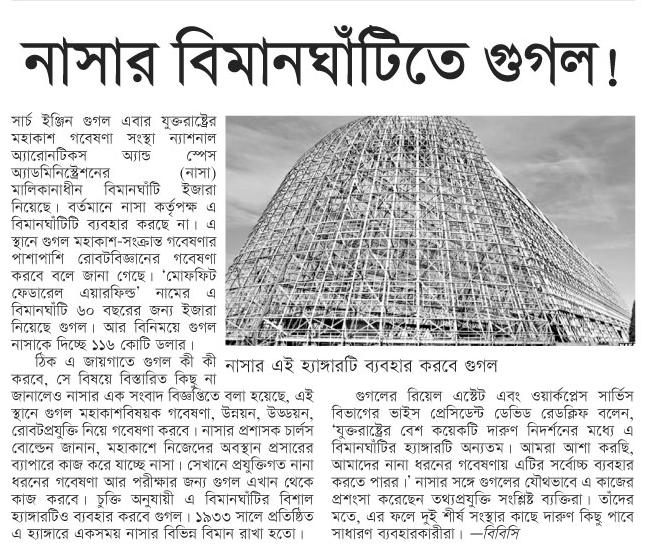 নাসার বিমানঘাঁটিতে গুগল!
সার্চ ইঞ্জিন গুগল এবার যুক্তরাষ্ট্রের
মহাকাশ গবেষণা সংস্থা ন্যাশনাল
অ্যারোনটিকস অ্যান্ড স্পেস
অ্যাডমিনিস্ট্রেশনের (নাসা)
মালিকানাধীন বিমানঘাঁটি ইজারা
নিয়েছে। বর্তমানে নাসা কর্তৃপক্ষ এ
বিমানঘাঁটিটি ব্যবহার করছে না। এ
স্থানে গুগল মহাকাশ-সংক্রান্ত গবেষণার
পাশাপাশি রোবটবিজ্ঞানের গবেষণা
করবে বলে জানা গেছে। ‘মোফফিট
ফেডারেল এয়ারফিল্ড’ নামের এ
বিমানঘাঁটি ৬০ বছরের জন্য ইজারা
নিয়েছে গুগল। আর বিনিময়ে গুগল
নাসাকে দিচ্ছে ১১৬ কোটি ডলার।
ঠিক এ জায়গাতে গুগল কী কী
করবে, সে বিষয়ে বিস্তারিত কিছু না
জানালেও নাসার এক সংবাদ বিজ্ঞপ্তিতে বলা হয়েছে, এই
স্থানে গুগল মহাকাশবিষয়ক গবেষণা, উন্নয়ন, উড্ডয়ন,
রোবটপ্রযুক্তি নিয়ে গবেষণা করবে। নাসার প্রশাসক চার্লস
বোল্ডেন জানান, মহাকাশে নিজেদের অবস্থান প্রসারের
ব্যাপারে কাজ করে যাচ্ছে নাসা। সেখানে প্রযুক্তিগত নানা
ধরনের গবেষণা আর পরীক্ষার জন্য গুগল এখান থেকে
কাজ করবে। চুক্তি অনুযায়ী এ বিমানঘাঁটির বিশাল
হ্যাঙ্গারটিও ব্যবহার করবে গুগল। ১৯৩৩ সালে প্রতিষ্ঠিত
এ হ্যাঙ্গারে একসময় নাসার বিভিন্ন বিমান রাখা হতো।
নাসার এই হ্যাঙ্গারটি ব্যবহার করবে গুগল
গুগলের রিয়েল এস্টেট এবং ওয়ার্কপ্লেস সার্ভিস
বিভাগের ভাইস প্রেসিডেন্ট ডেভিড রেডক্লিফ বলেন,
‘যুক্তরাষ্ট্রের বেশ কয়েকটি দারুণ নিদর্শনের মধ্যে এ
বিমানঘাঁটির হ্যাঙ্গারটি অন্যতম। আমরা আশা করছি,
আমাদের নানা ধরনের গবেষণায় এটির সর্বোচ্চ ব্যবহার
করতে পারব।’ নাসার সঙ্গে গুগলের যৌথভাবে এ কাজের
প্রশংসা করেছেন তথ্যপ্রযুক্তি সংশ্লিষ্ট ব্যক্তিরা। তাঁদের
মতে, এর ফলে দুই শীর্ষ সংস্থার কাছে দারুণ কিছু পাবে
সাধারণ ব্যবহারকারীরা। —বিবিসি